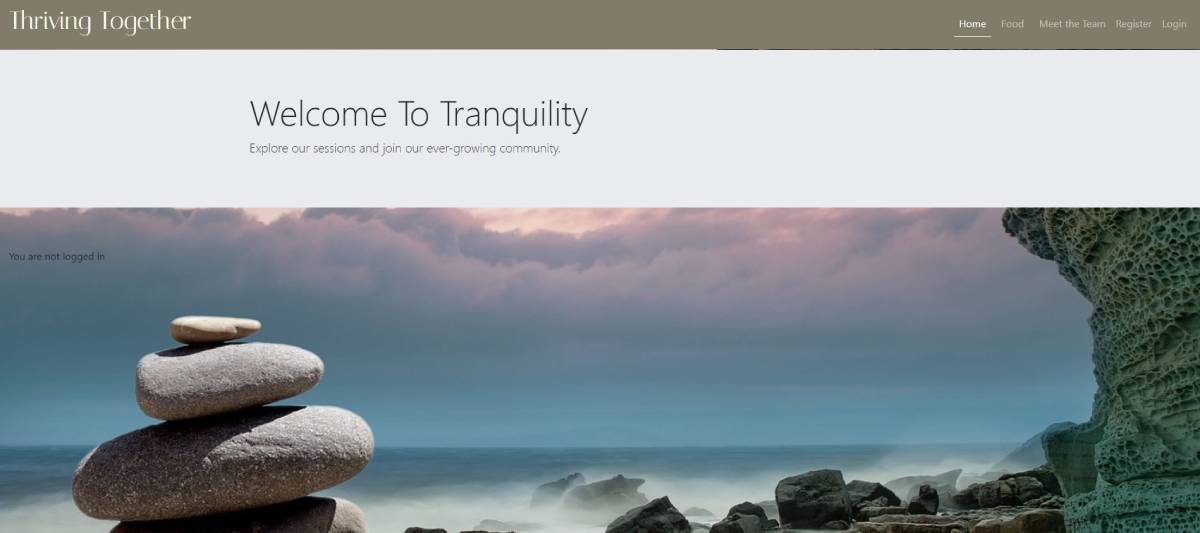 Thriving Together
Home Food Meet the Team Register Login
Welcome To Tranquility
Explore our sessions and join our ever-growing community.
You are not logged in